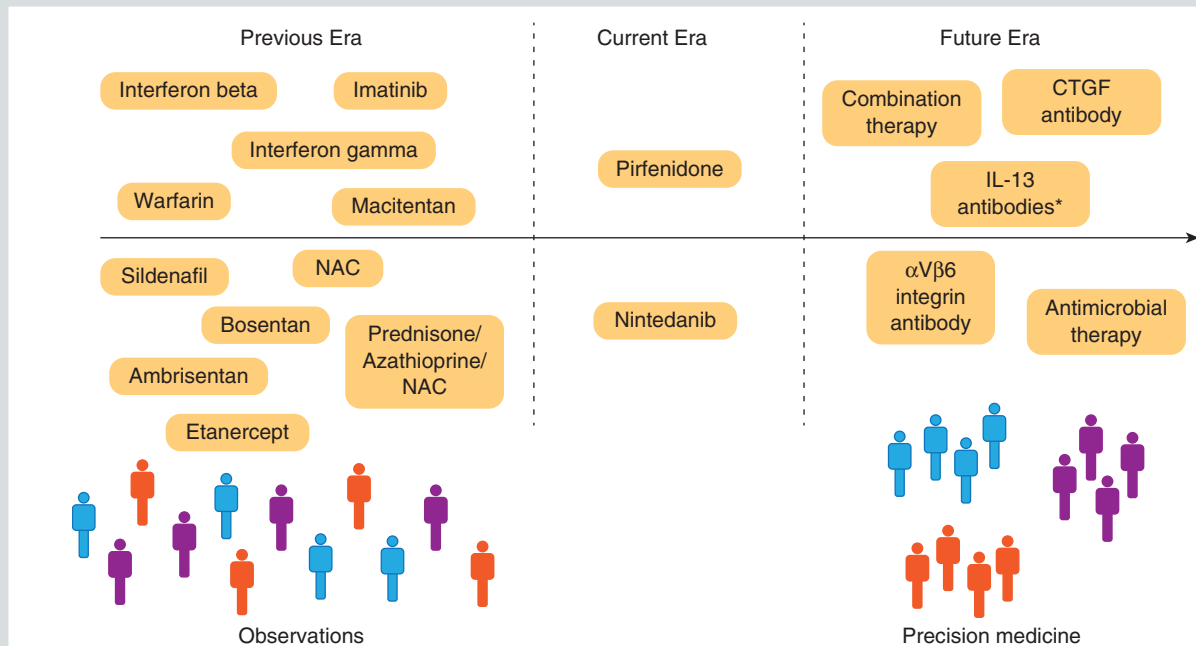 Previous Era
Current Era
Future Era
Interferon beta
Imatinib
Combination
therapy
CTGF
antibody
Interferon gamma
Pirfenidone
IL-13
antibodies*
Warfarin
Macitentan
Sildenafil
NAC
αVβ6
integrin
antibody
Bosentan
Prednisone/
Azathioprine/
NAC
Nintedanib
Antimicrobial
therapy
Ambrisentan
Etanercept
Observations
Precision medicine